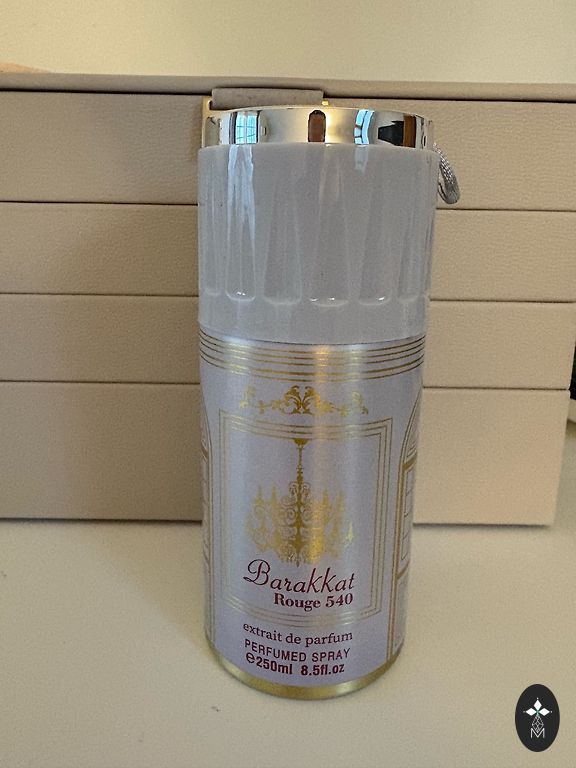 Barakkat
Rouge 540
extrait de parfum
PERFUMED SPRAY
℮250ml 8.5fl.oz
M